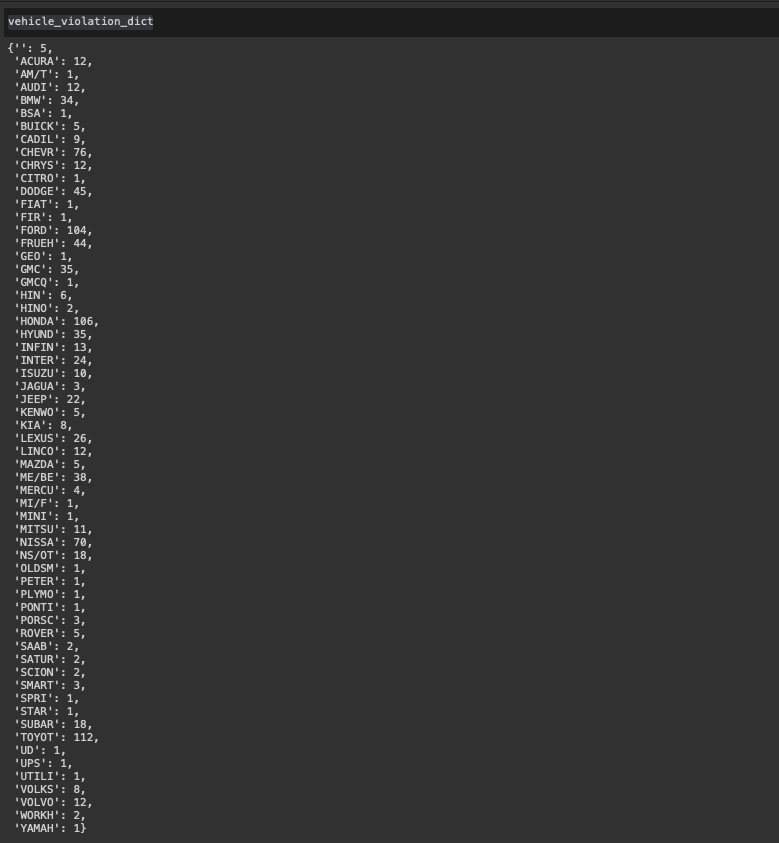 vehicle_violation_dict
{'': 5,
'ACURA': 12,
'AM/T': 1,
'AUDI': 12,
'BMW': 34,
'BSA': 1,
'BUICK': 5,
'CADIL': 9,
'CHEVR': 76,
'CHRYS': 12,
'CITRO': 1,
'DODGE': 45,
'FIAT': 1,
'FIR': 1,
'FORD': 104,
'FRUEH': 44,
'GEO': 1,
'GMC': 35,
'GMCQ': 1,
'HIN': 6,
'HINO': 2,
'HONDA': 106,
'HYUND': 35,
'INFIN': 13,
'INTER': 24,
'ISUZU': 10,
'JAGUA': 3,
'JEEP': 22,
'KENWO': 5,
'KIA': 8,
'LEXUS': 26,
'LINCO': 12,
'MAZDA': 5,
'ME/BE': 38,
'MERCU': 4,
'MI/F': 1,
'MINI': 1,
'MITSU': 11,
'NISSA': 70,
'NS/OT': 18,
'OLDSM': 1,
'PETER': 1,
'PLYMO': 1,
'PONTI': 1,
'PORSC': 3,
'ROVER': 5,
'SAAB': 2,
'SATUR': 2,
'SCION': 2,
'SMART': 3,
'SPRI': 1,
'STAR': 1,
'SUBAR': 18,
'TOYOT': 112,
'UD': 1,
'UPS': 1,
'UTILI': 1,
'VOLKS': 8,
'VOLVO': 12,
'WORKH': 2,
'YAMAH': 1}